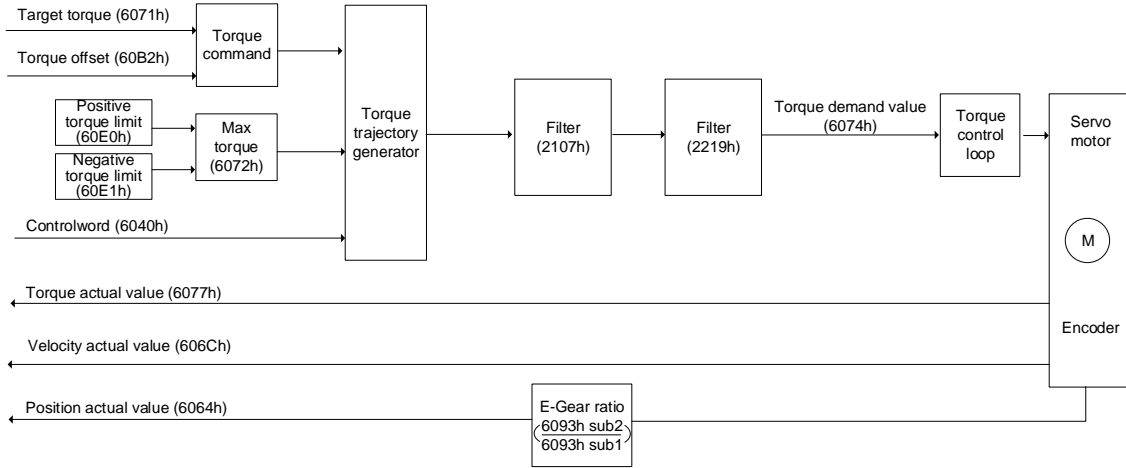 Target torque (6071h)
Torque offset (60B2h)
Torque
command
Positive
torque limit
(60E0h)
Negative
torque limit
(60E1h)
Max
torque
(6072h)
Controlword (6040h)
Torque
trajectory
generator
Filter
(2107h)
Filter
(2219h)
Torque demand value
(6074h)
Torque
control
loop
Servo
motor
M
Encoder
Torque actual value (6077h)
Velocity actual value (606Ch)
Position actual value (6064h)
E-Gear ratio
(6093h sub2
6093h sub1)